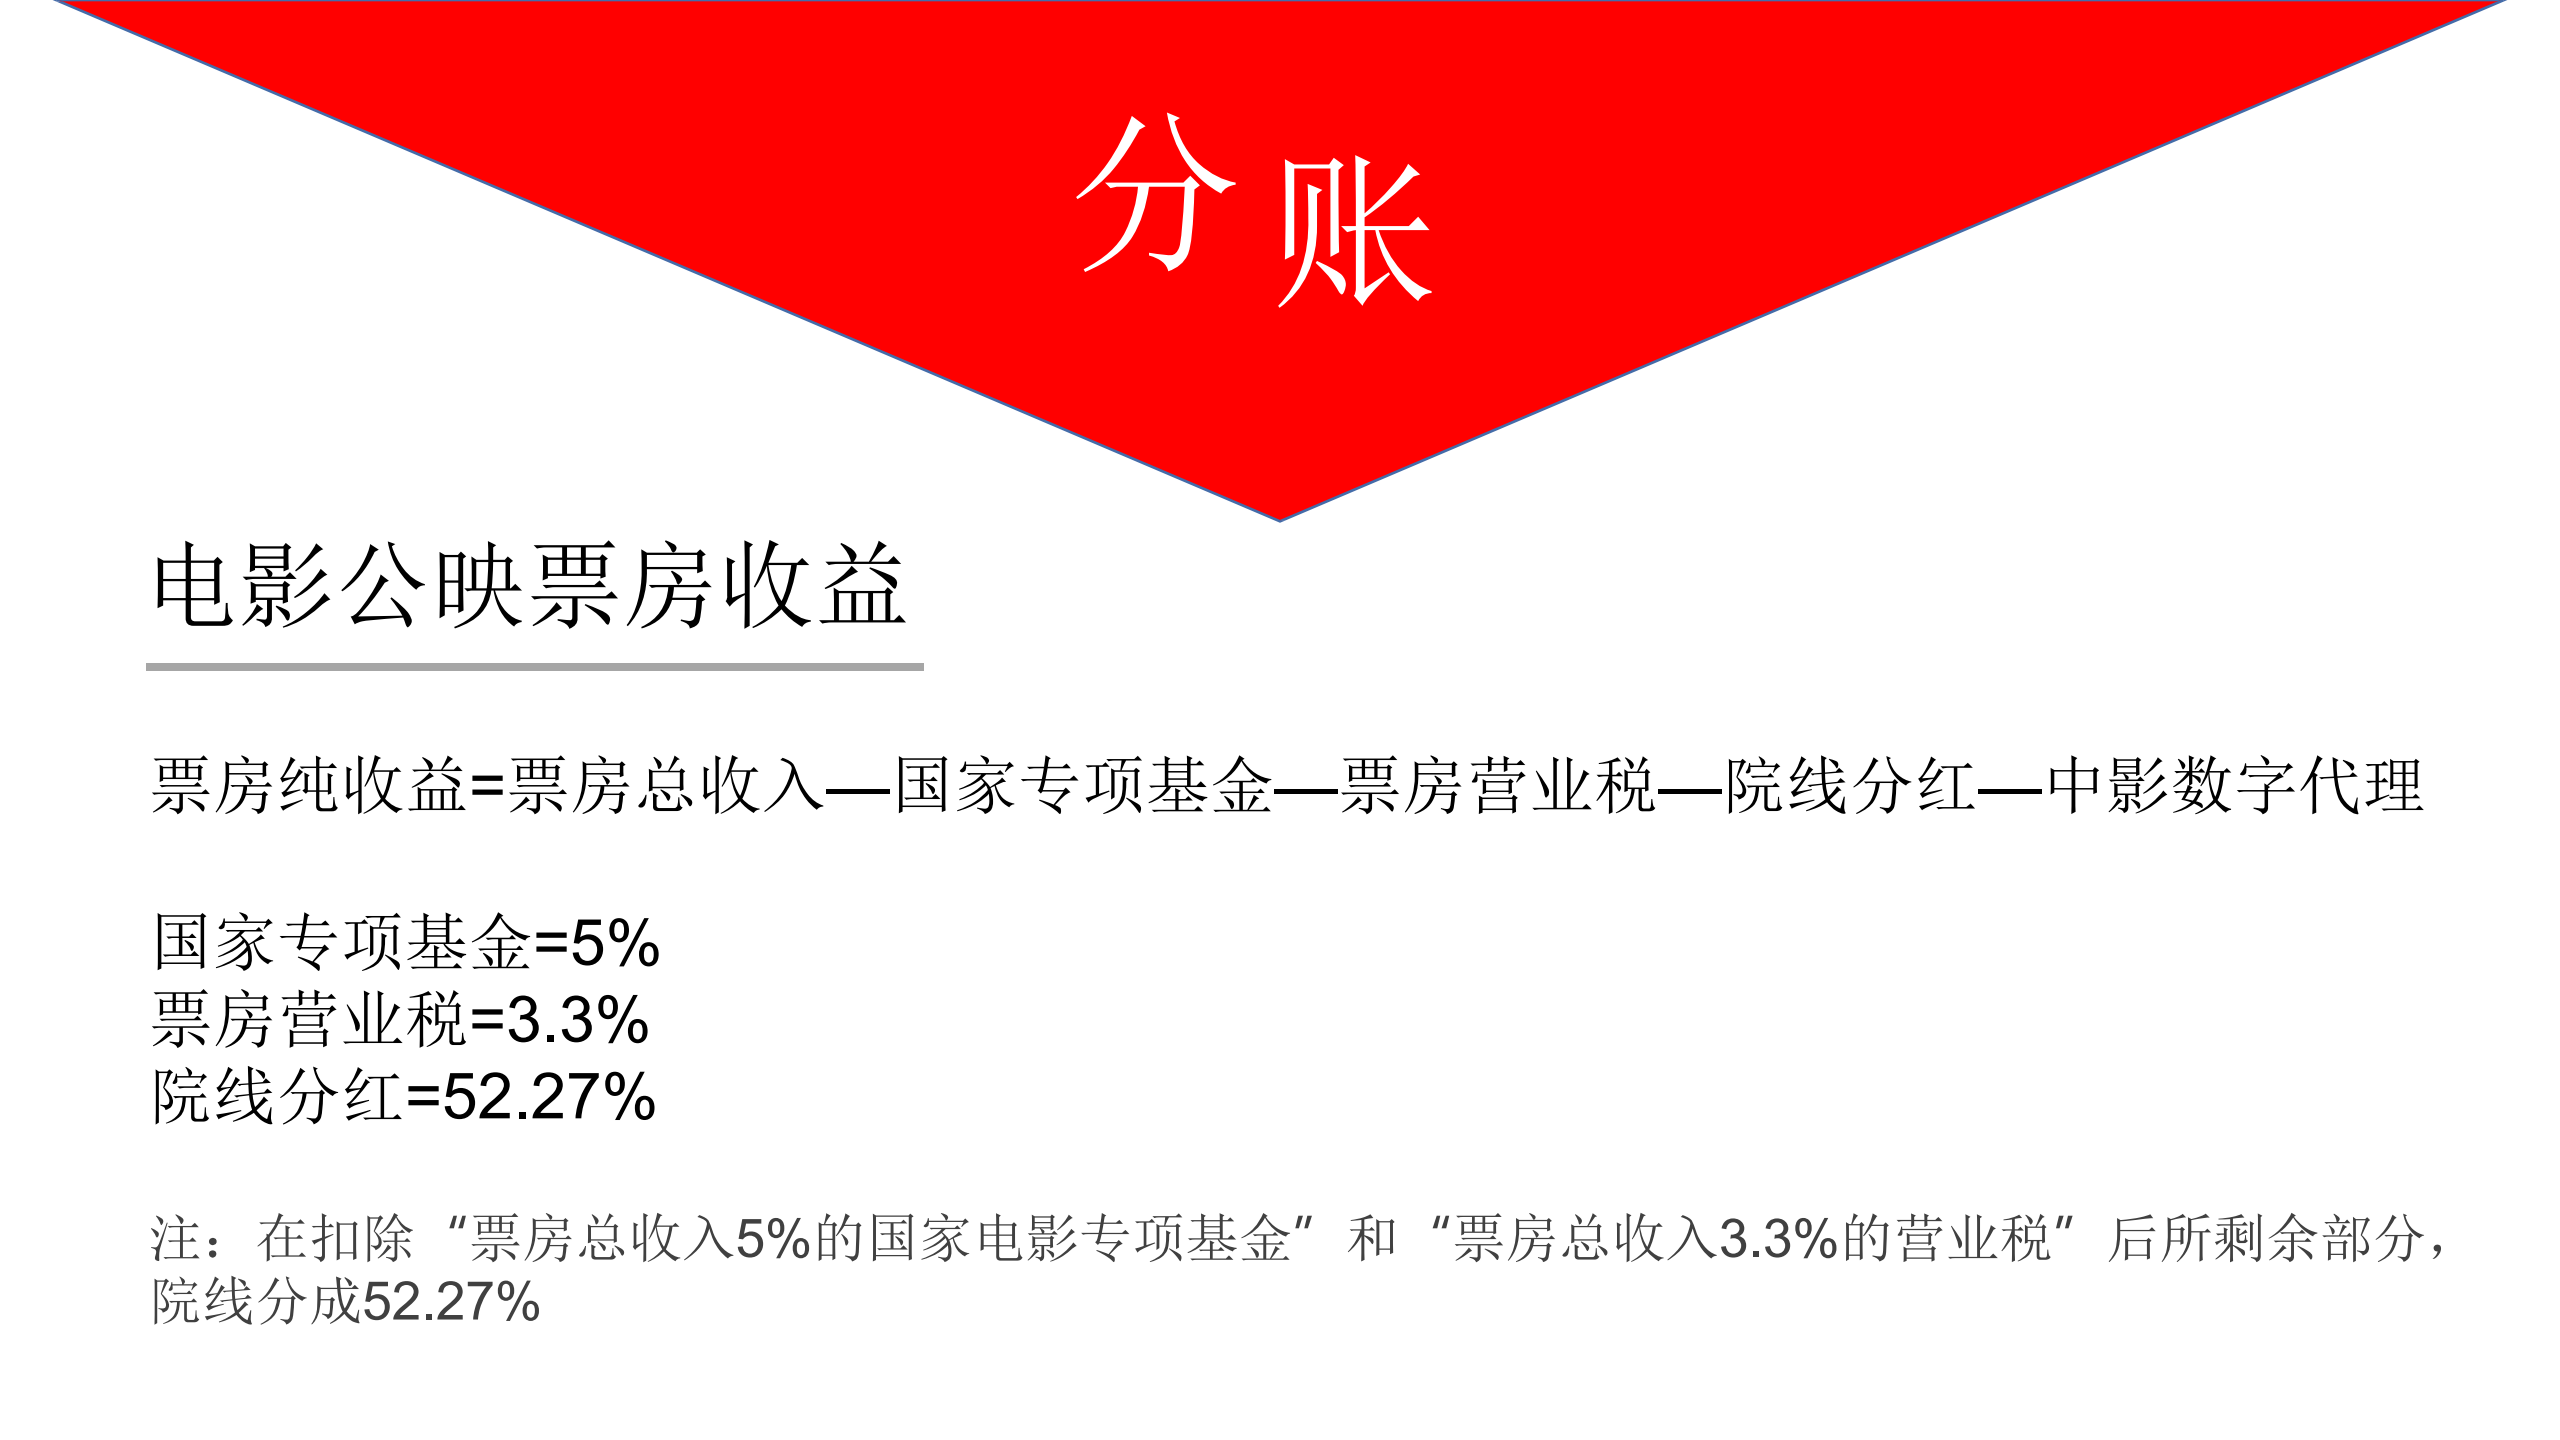 分账
电影公映票房收益
票房纯收益=票房总收入—国家专项基金—票房营业税—院线分红—中影数字代理
国家专项基金=5%
票房营业税=3.3%
院线分红=52.27%
注：在扣除“票房总收入5%的国家电影专项基金”和“票房总收入3.3%的营业税”后所剩余部分，
院线分成52.27%